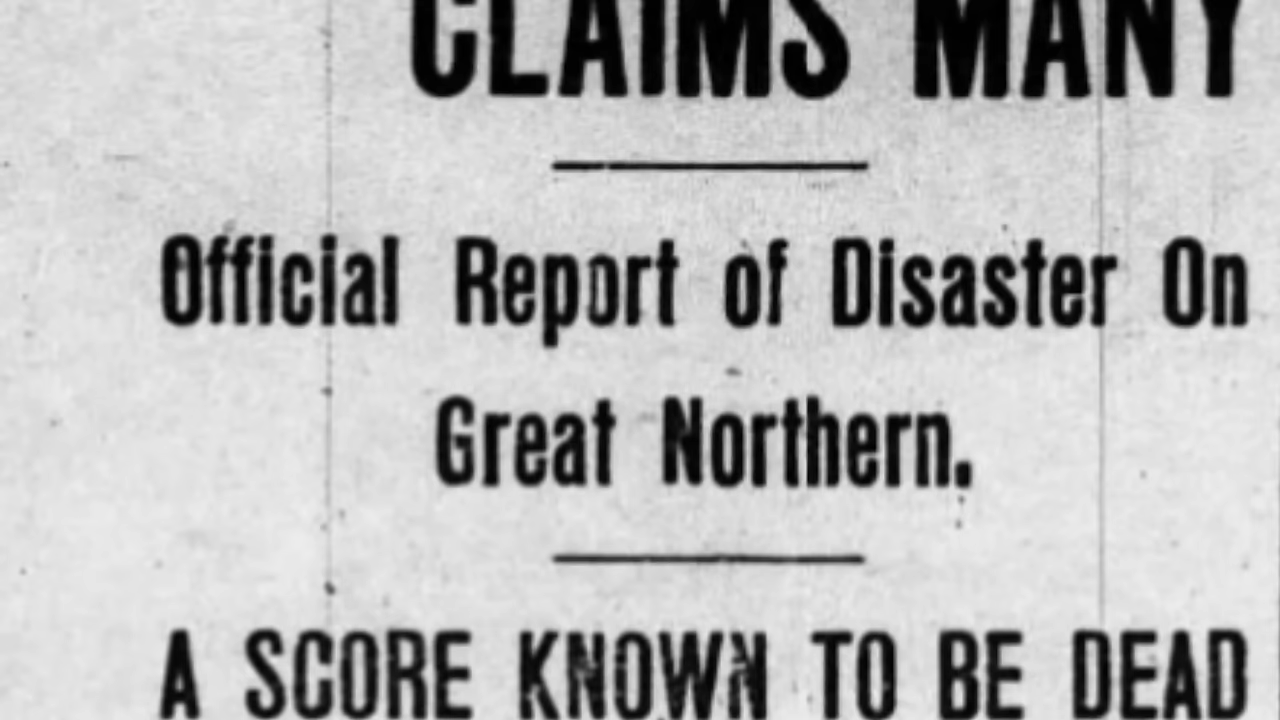 CLAIMS MANY
Official Report of Disaster On
Great Northern.
A SCORE KNOWN TO BE DEAD